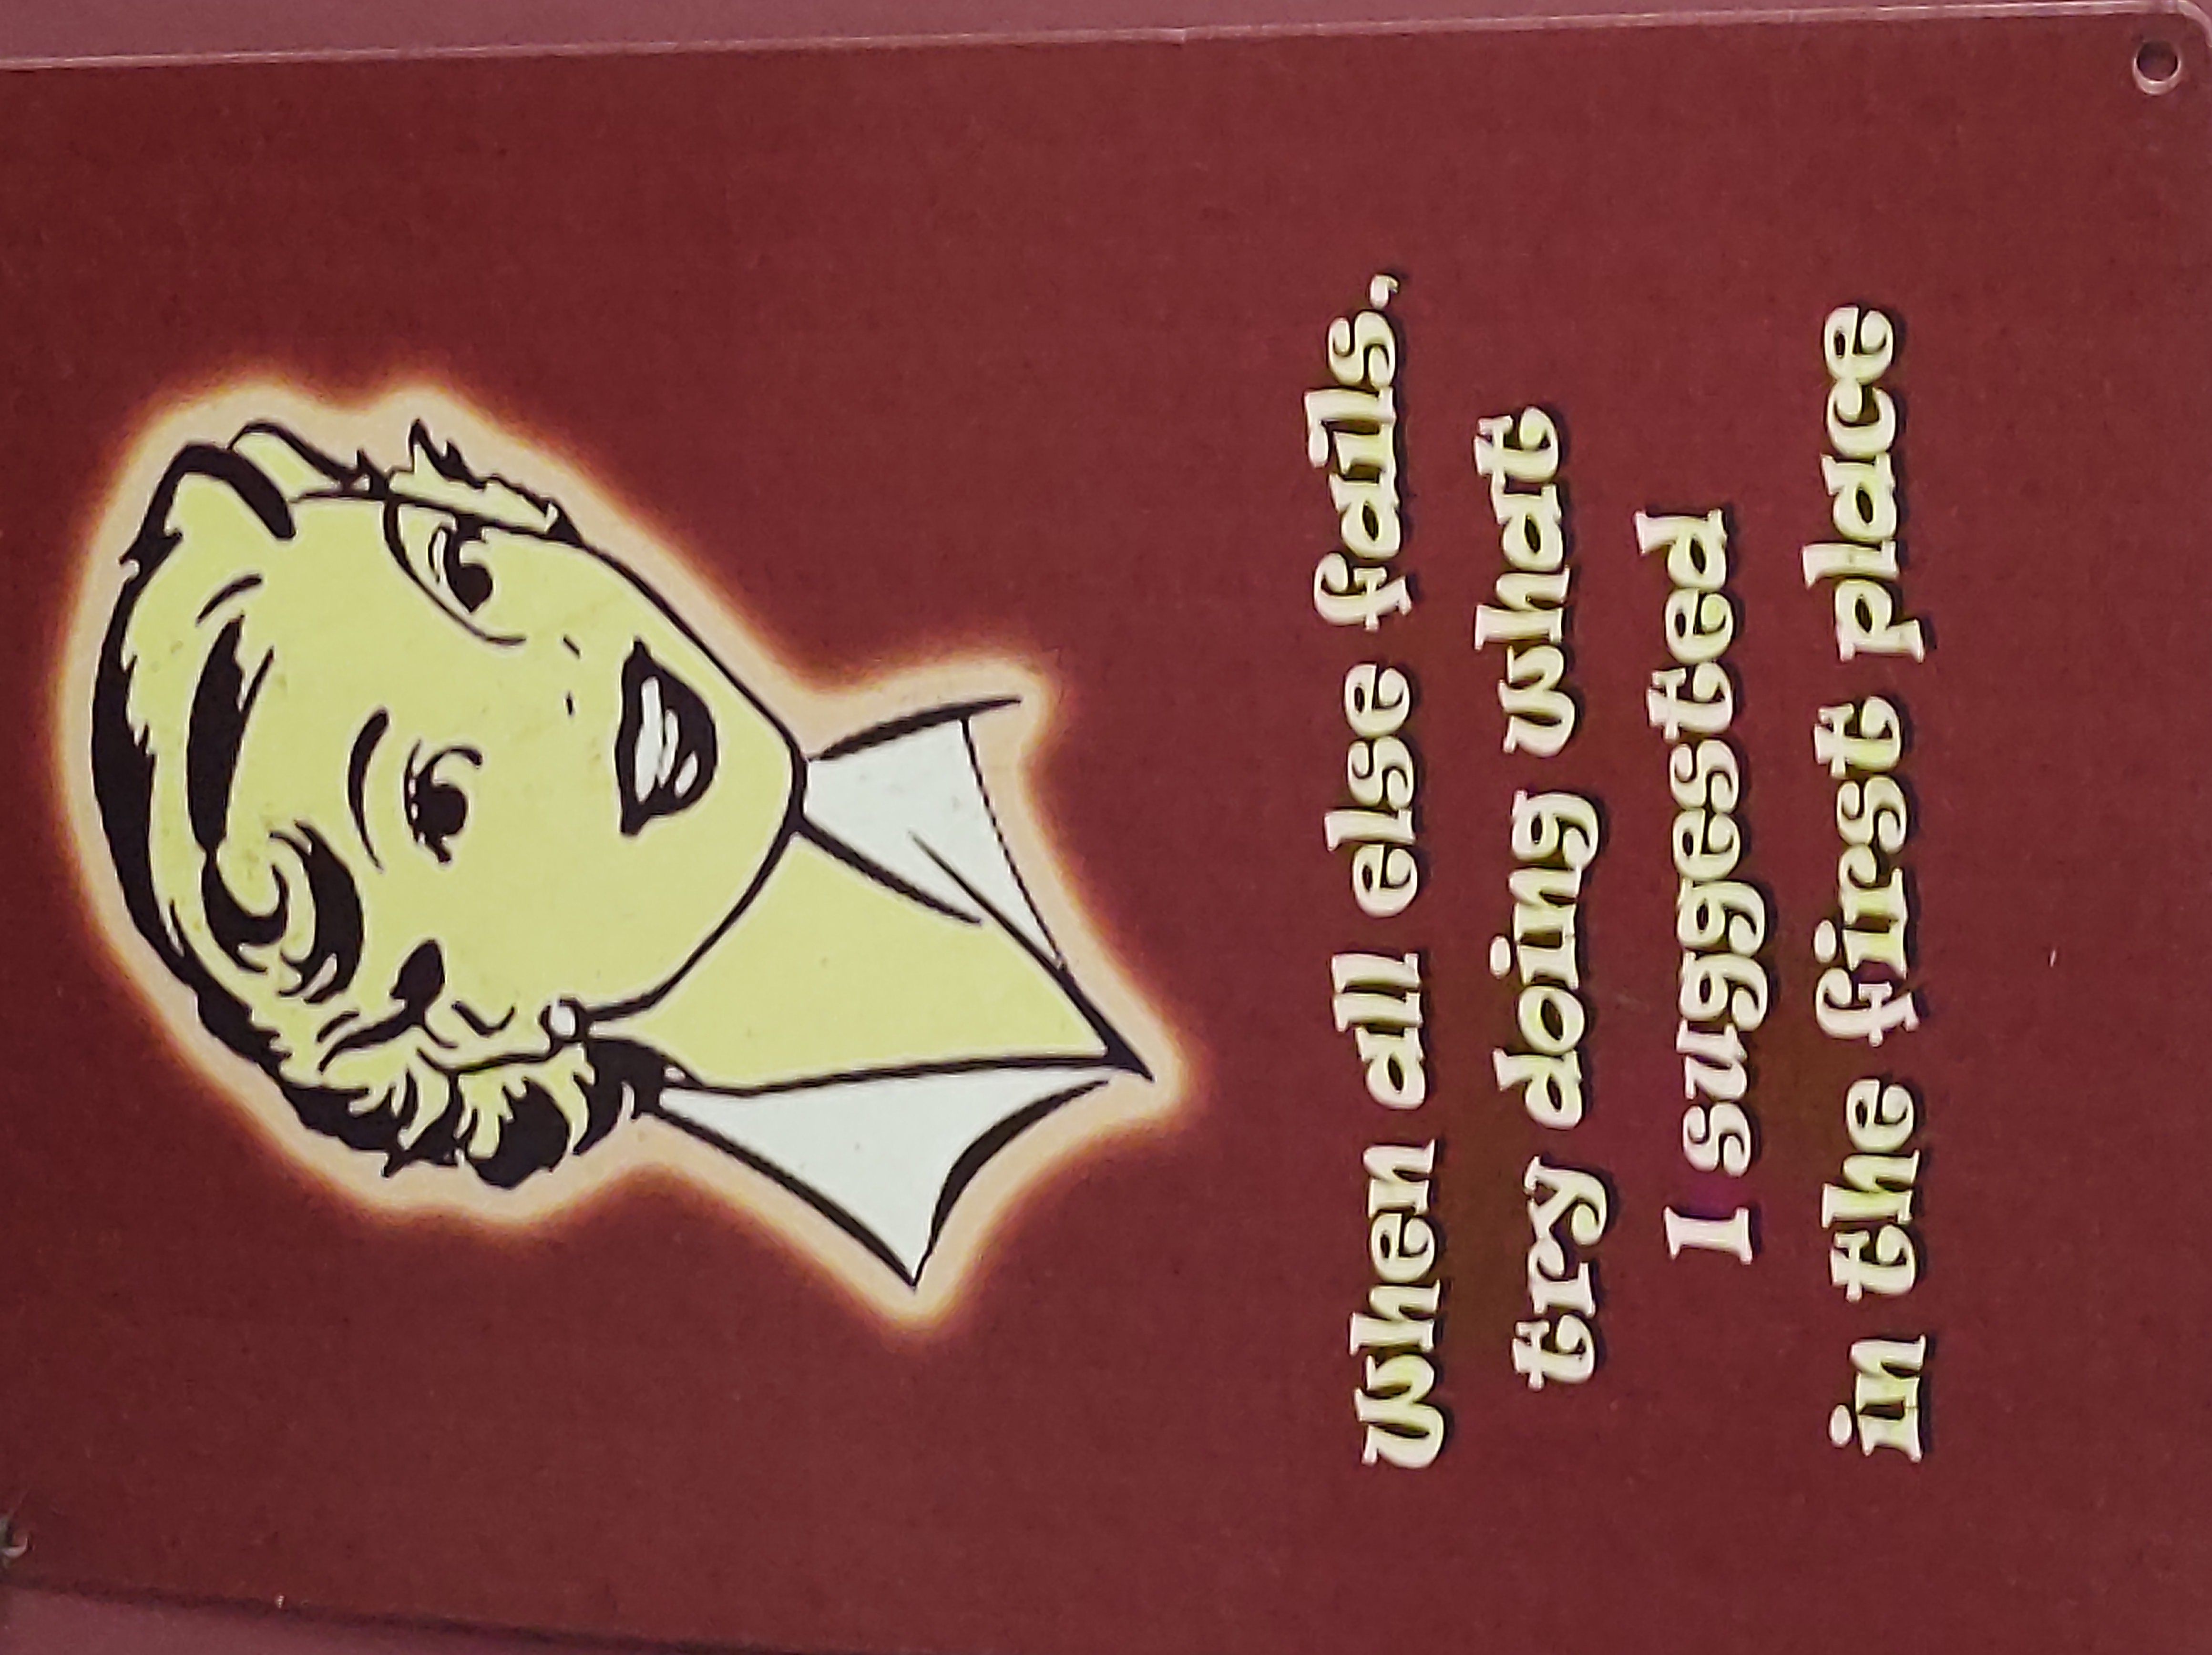 When all else fails,
try doing what
I suggested
in the first place